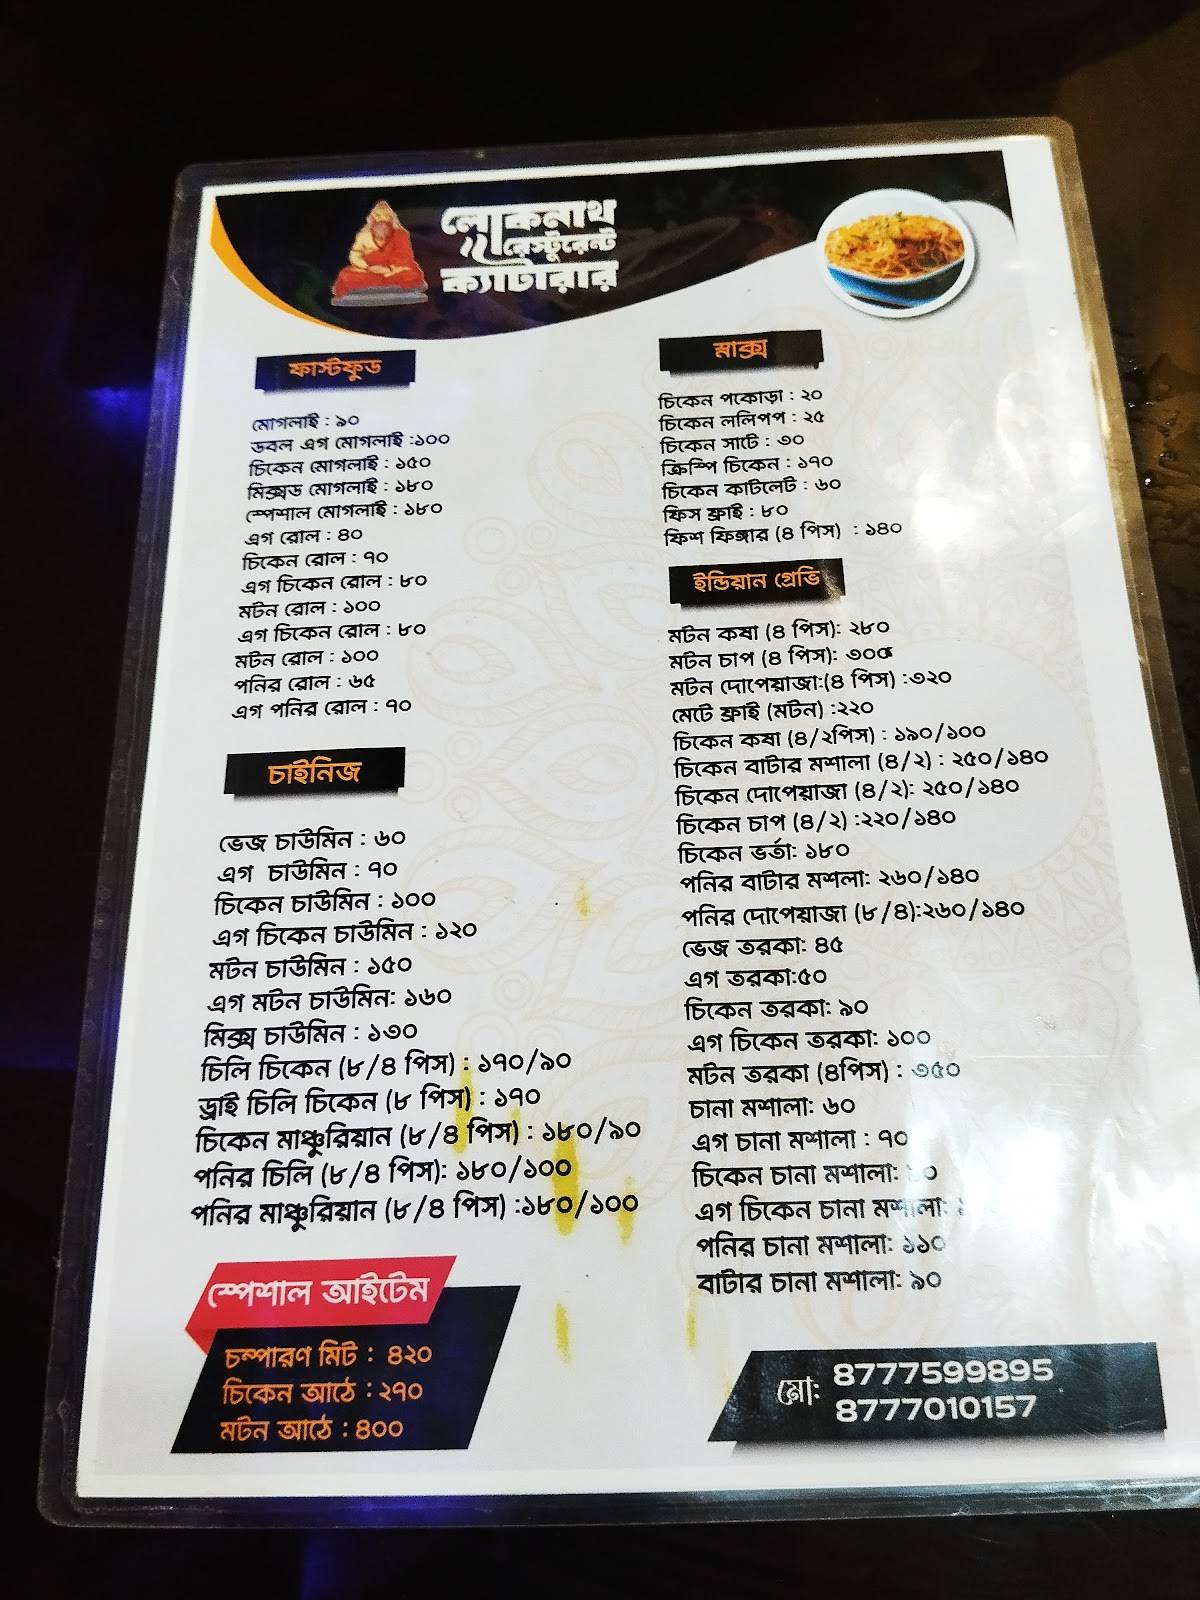 লোকনাথ
রেস্টুরেন্ট
ক্যাটারার
ফাস্টফুড
মোগলাই : ৯০
ডবল এগ মোগলাই :১০০
চিকেন মোগলাই : ১৫০
মিক্সড মোগলাই : ১৮০
স্পেশাল মোগলাই : ১৮০
এগ রোল : ৪০
চিকেন রোল : ৭০
এগ চিকেন রোল : ৮০
মটন রোল : ১০০
এগ চিকেন রোল : ৮০
মটন রোল : ১০০
পনির রোল : ৬৫
এগ পনির রোল : ৭০
চাইনিজ
ভেজ চাউমিন : ৬০
এগ চাউমিন : ৭০
চিকেন চাউমিন : ১০০
এগ চিকেন চাউমিন : ১২০
মটন চাউমিন : ১৫০
এগ মটন চাউমিন: ১৬০
মিক্স চাউমিন : ১৩০
চিলি চিকেন (৮/৪ পিস) : ১৭০/৯০
ড্রাই চিলি চিকেন (৮ পিস) : ১৭০
চিকেন মাঞ্চুরিয়ান (৮/৪ পিস) : ১৮০/৯০
পনির চিলি (৮/৪ পিস): ১৮০/১০০
পনির মাঞ্চুরিয়ান (৮/৪ পিস) :১৮০/১০০
স্পেশাল আইটেম
চম্পারণ মিট : ৪২০
চিকেন আঠে : ২৭০
মটন আঠে : ৪০০
স্নাক্স
চিকেন পকোড়া : ২০
চিকেন ললিপপ : ২৫
চিকেন সাটে : ৩০
ক্রিস্পি চিকেন : ১৭০
চিকেন কাটলেট : ৬০
ফিস ফ্রাই : ৮০
ফিশ ফিঙ্গার (৪ পিস) : ১৪০
ইন্ডিয়ান গ্রেভি
মটন কষা (৪ পিস): ২৮০
মটন চাপ (৪ পিস): ৩০০
মটন দোপেয়াজা:(৪ পিস) :৩২০
মেটে ফ্রাই (মটন) :২২০
চিকেন কষা (৪/২পিস) : ১৯০/১০০
চিকেন বাটার মশালা (৪/২) : ২৫০/১৪০
চিকেন দোপেয়াজা (৪/২): ২৫০/১৪০
চিকেন চাপ (৪/২) :২২০/১৪০
চিকেন ভর্তা: ১৮০
পনির বাটার মশলা: ২৬০/১৪০
পনির দোপেয়াজা (৮/৪):২৬০/১৪০
ভেজ তরকা: ৪৫
এগ তরকা:৫০
চিকেন তরকা: ৯০
এগ চিকেন তরকা: ১০০
মটন তরকা (৪পিস) : ৩৫০
চানা মশালা: ৬০
এগ চানা মশালা : ৭০
চিকেন চানা মশালা:
এগ চিকেন চানা মশালা:
পনির চানা মশালা: ১১০
বাটার চানা মশালা: ৯০
মো: 8777599895
8777010157